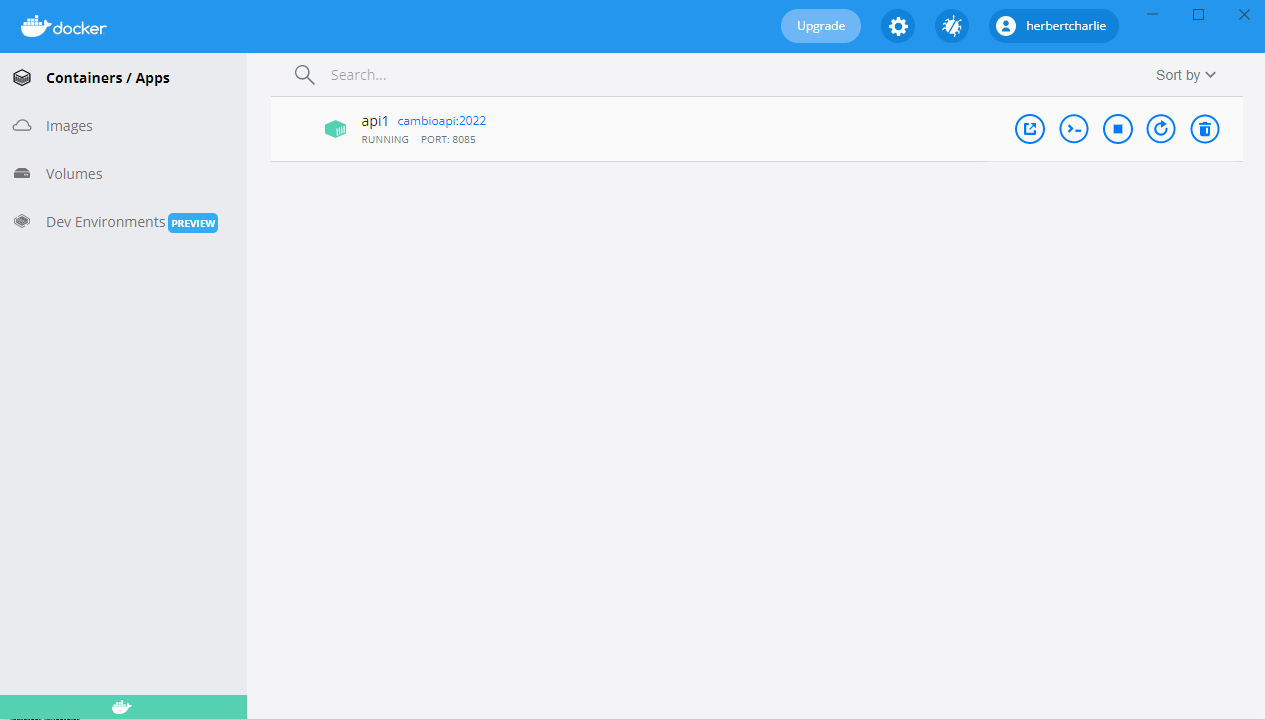 docker
Upgrade
herbertcharlie
Containers / Apps
Images
Volumes
Dev Environments PREVIEW
Search...
Sort by
api1 cambioapi:2022
RUNNING PORT: 8085